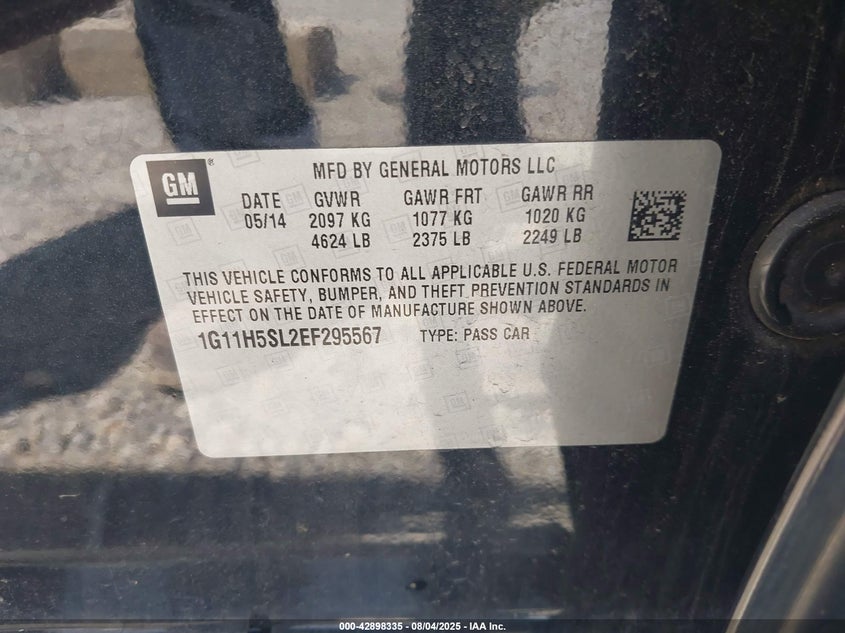 GM
MFD BY GENERAL MOTORS LLC
DATE GVWR GAWR FRT GAWR RR
05/14 2097 KG 1077 KG 1020 KG
4624 LB 2375 LB 2249 LB
THIS VEHICLE CONFORMS TO ALL APPLICABLE U.S. FEDERAL MOTOR
VEHICLE SAFETY, BUMPER, AND THEFT PREVENTION STANDARDS IN
EFFECT ON THE DATE OF MANUFACTURE SHOWN ABOVE.
1G11H5SL2EF295567 TYPE: PASS CAR
000-42898335 - 08/04/2025 - IAA Inc.